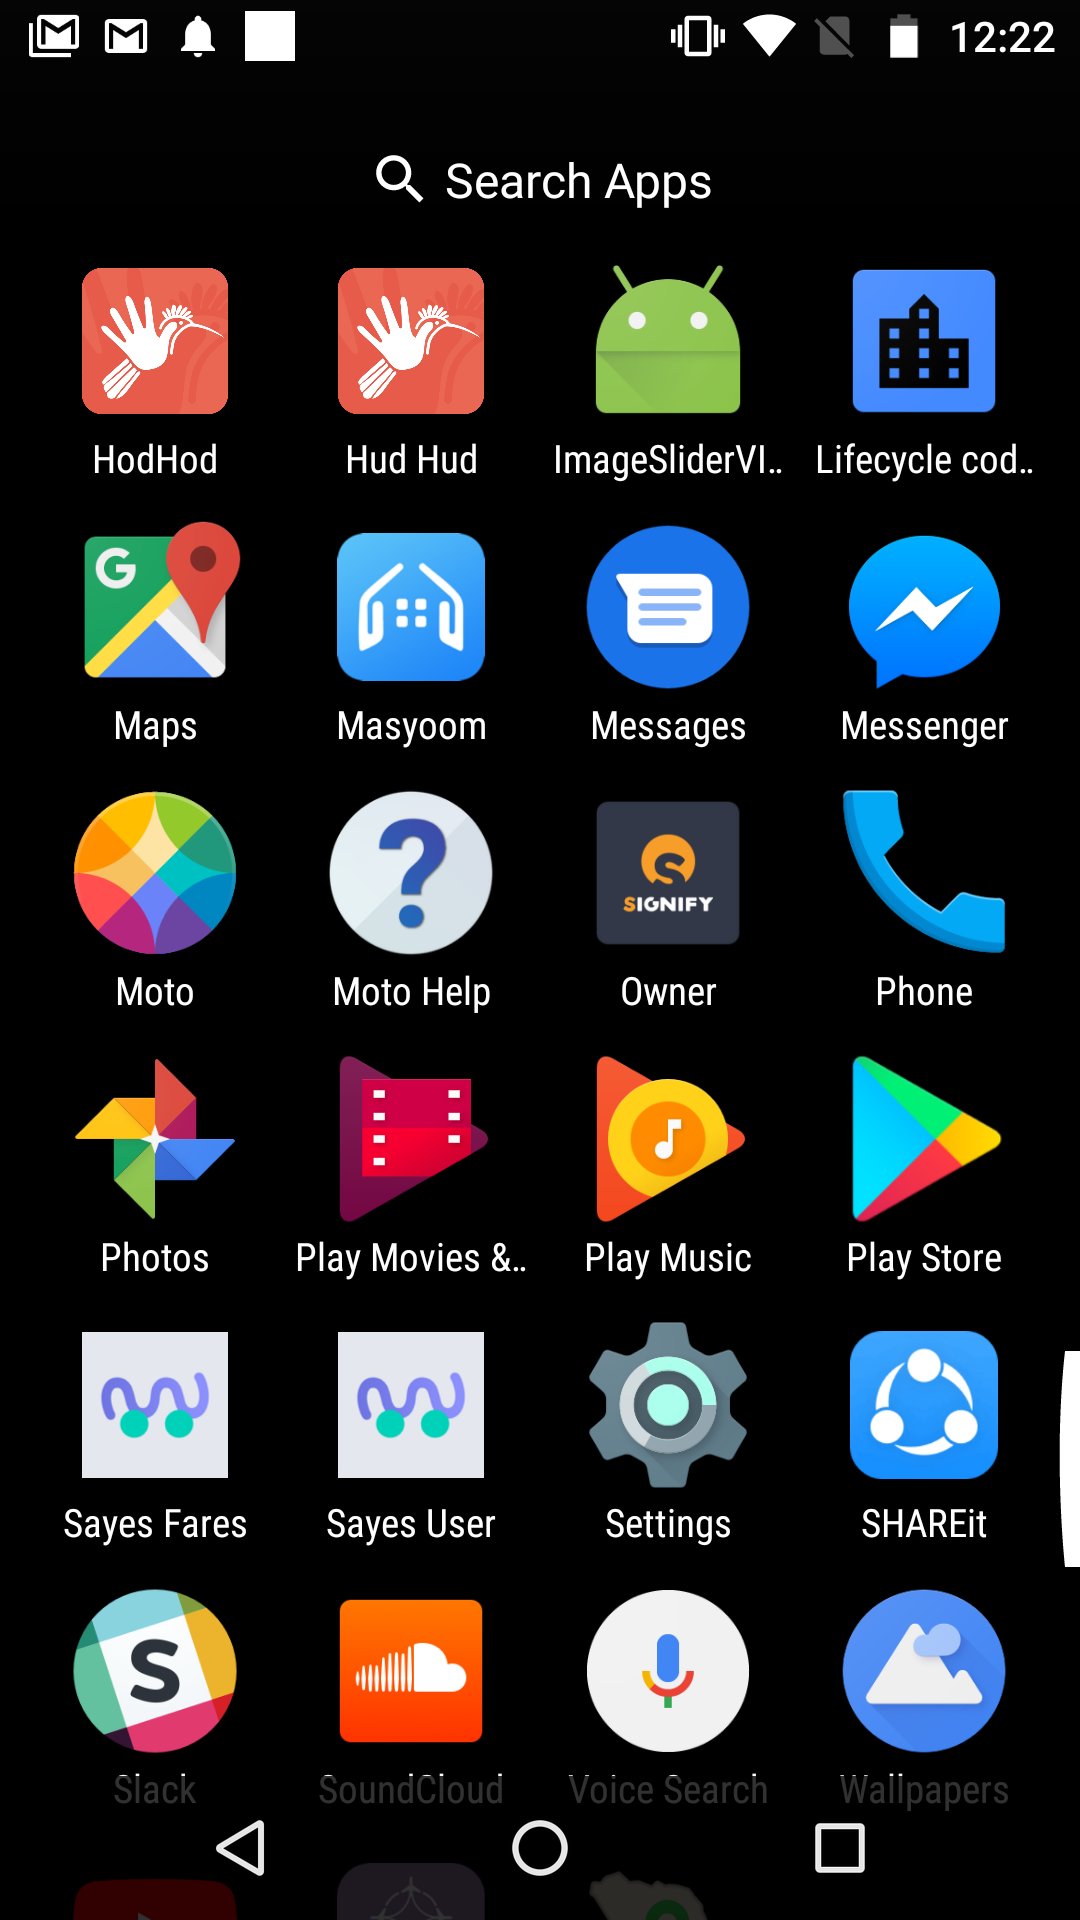 12:22
Search Apps
HodHod
Hud Hud
ImageSliderVI..
Lifecycle cod..
G
Maps
Masyoom
Messages
Messenger
?
SIGNIFY
Moto
Moto Help
Owner
Phone
Photos
Play Movies &..
Play Music
Play Store
Sayes Fares
Sayes User
Settings
SHAREit
S
Slack
SoundCloud
Voice Search
Wallpapers